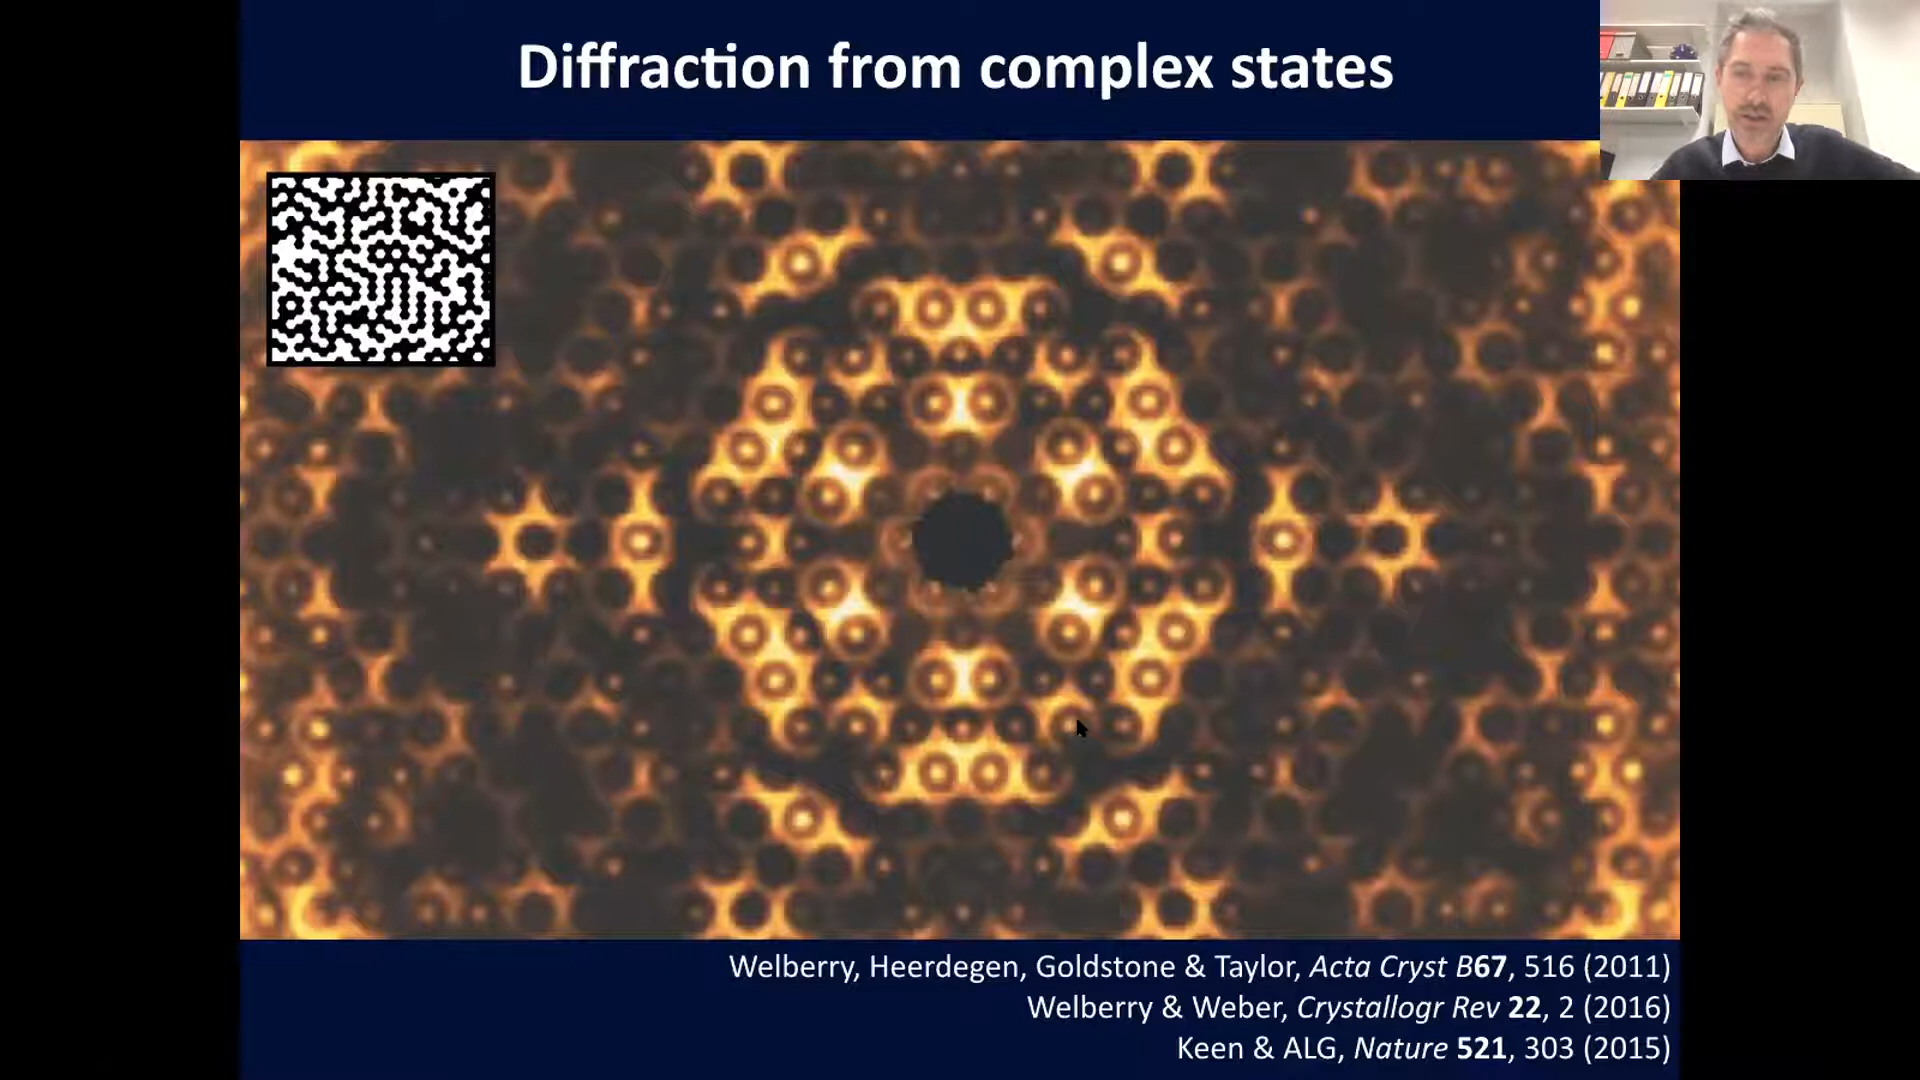 Diffraction from complex states
Welberry, Heerdegen, Goldstone & Taylor, Acta Cryst B67, 516 (2011)
Welberry & Weber, Crystallogr Rev 22, 2 (2016)
Keen & ALG, Nature 521, 303 (2015)